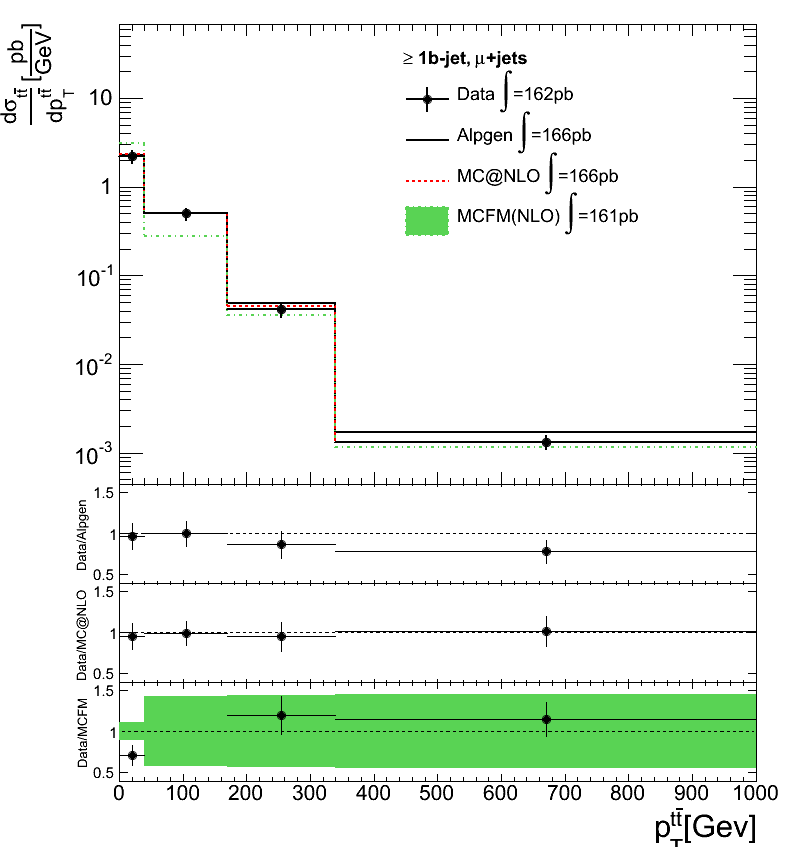 dσ_tt̄ / dp_T^tt̄ [pb/GeV]
≥ 1b-jet, μ+jets
Data ∫=162pb
Alpgen ∫=166pb
MC@NLO ∫=166pb
MCFM(NLO) ∫=161pb
10
1
10^-1
10^-2
10^-3
Data/Alpgen
1.5
1
0.5
Data/MC@NLO
1.5
1
0.5
Data/MCFM
1.5
1
0.5
0 100 200 300 400 500 600 700 800 900 1000
p_T^tt̄[Gev]